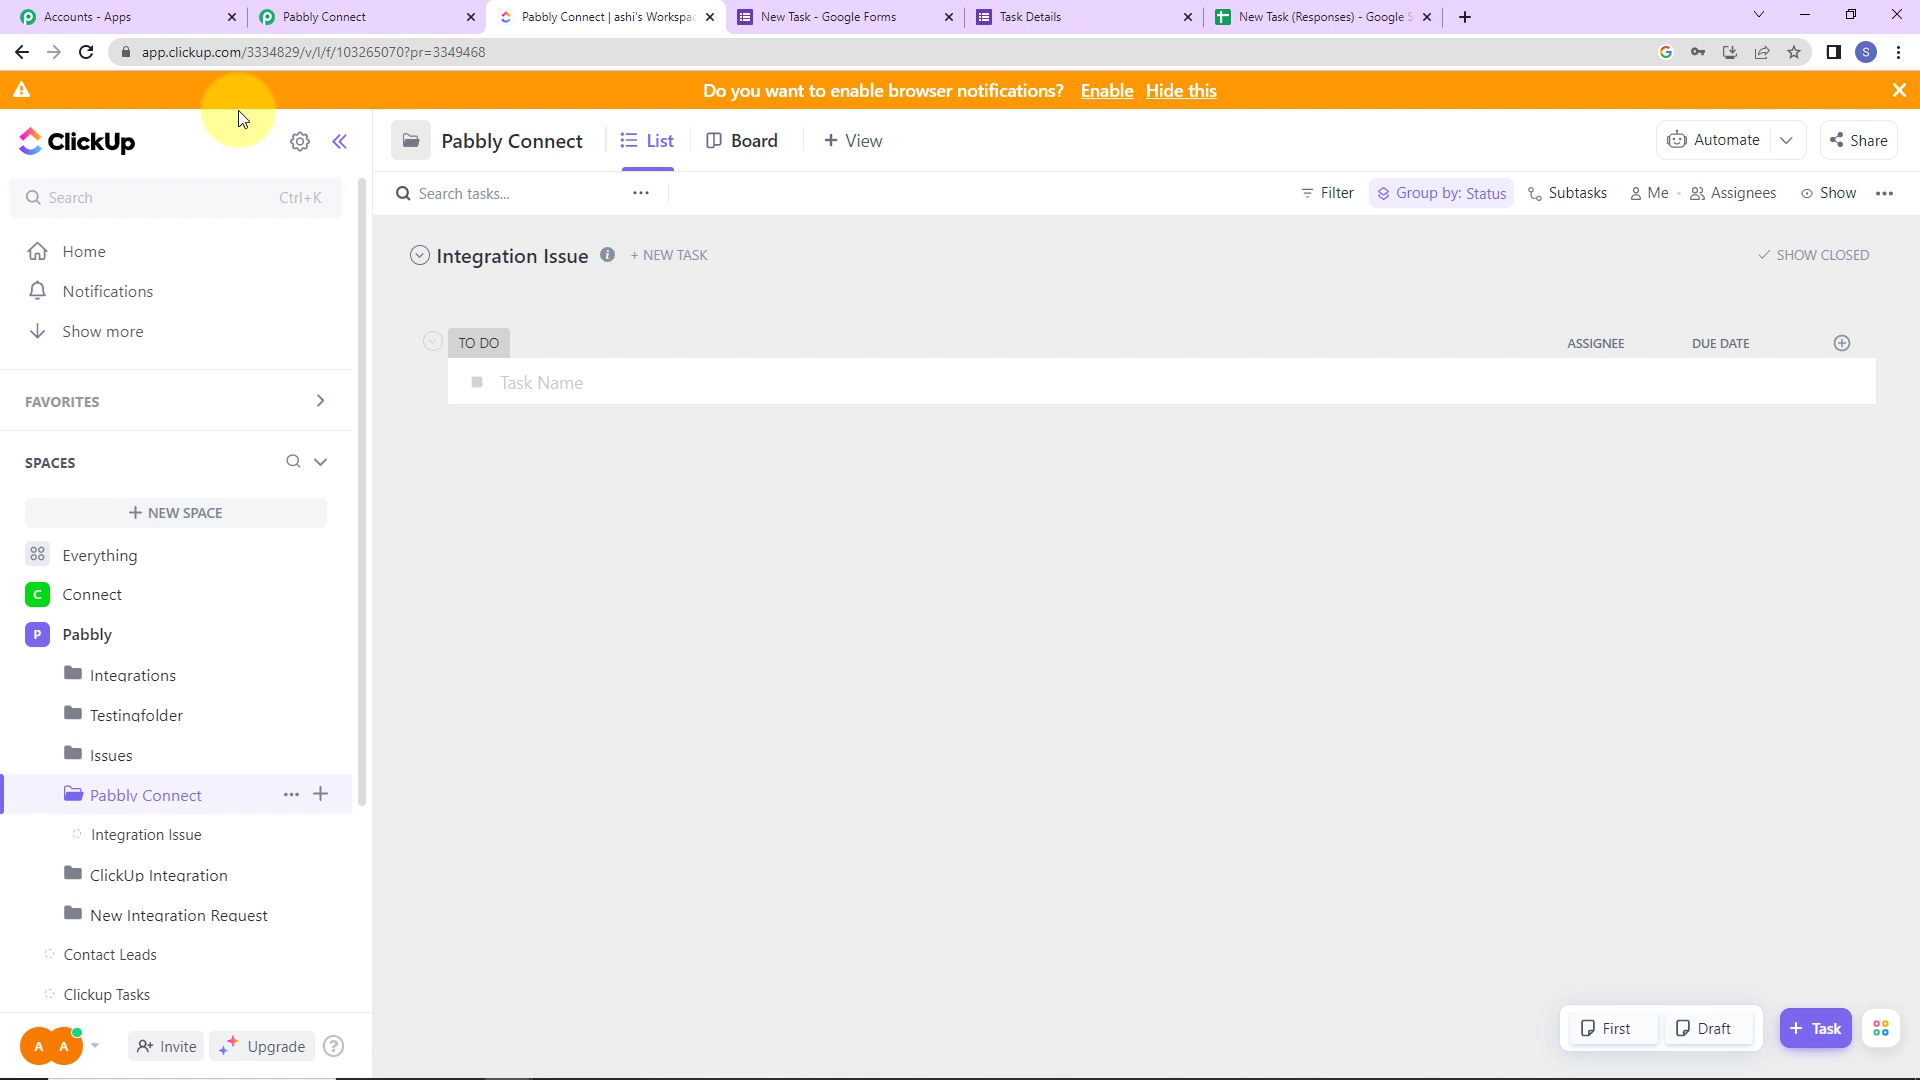 Accounts - Apps
Pabbly Connect
Pabbly Connect | ashi's Workspac
New Task - Google Forms
Task Details
New Task (Responses) - Google S
app.clickup.com/3334829/v/l/f/103265070?pr=3349468
S
Do you want to enable browser notifications? Enable Hide this
ClickUp
Pabbly Connect
List
Board
+ View
Automate
Share
Search Ctrl+K
Search tasks...
Filter
Group by: Status
Subtasks
Me
Assignees
Show
Home
Notifications
Show more
Integration Issue
+ NEW TASK
SHOW CLOSED
TO DO
ASSIGNEE
DUE DATE
Task Name
FAVORITES
SPACES
+ NEW SPACE
Everything
C Connect
P Pabbly
Integrations
Testingfolder
Issues
Pabbly Connect
Integration Issue
ClickUp Integration
New Integration Request
Contact Leads
Clickup Tasks
A A
Invite
Upgrade
?
First
Draft
+ Task